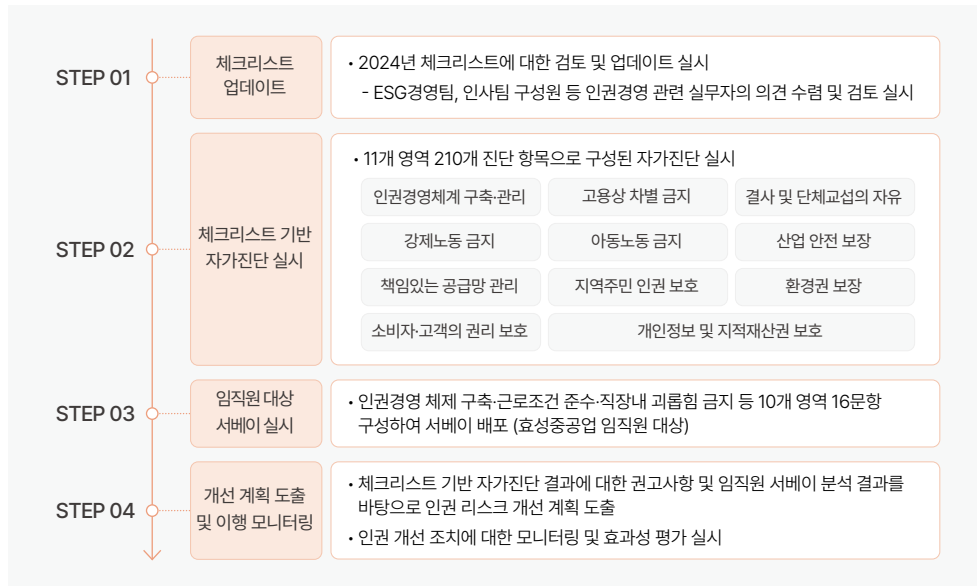 STEP 01
체크리스트
업데이트
• 2024년 체크리스트에 대한 검토 및 업데이트 실시
- ESG경영팀, 인사팀 구성원 등 인권경영 관련 실무자의 의견 수렴 및 검토 실시
STEP 02
체크리스트 기반
자가진단 실시
• 11개 영역 210개 진단 항목으로 구성된 자가진단 실시
인권경영체계 구축·관리
고용상 차별 금지
결사 및 단체교섭의 자유
강제노동 금지
아동노동 금지
산업 안전 보장
책임있는 공급망 관리
지역주민 인권 보호
환경권 보장
소비자·고객의 권리 보호
개인정보 및 지적재산권 보호
STEP 03
임직원 대상
서베이 실시
• 인권경영 체제 구축·근로조건 준수·직장내 괴롭힘 금지 등 10개 영역 16문항
구성하여 서베이 배포 (효성중공업 임직원 대상)
STEP 04
개선 계획 도출
및 이행 모니터링
• 체크리스트 기반 자가진단 결과에 대한 권고사항 및 임직원 서베이 분석 결과를
바탕으로 인권 리스크 개선 계획 도출
• 인권 개선 조치에 대한 모니터링 및 효과성 평가 실시